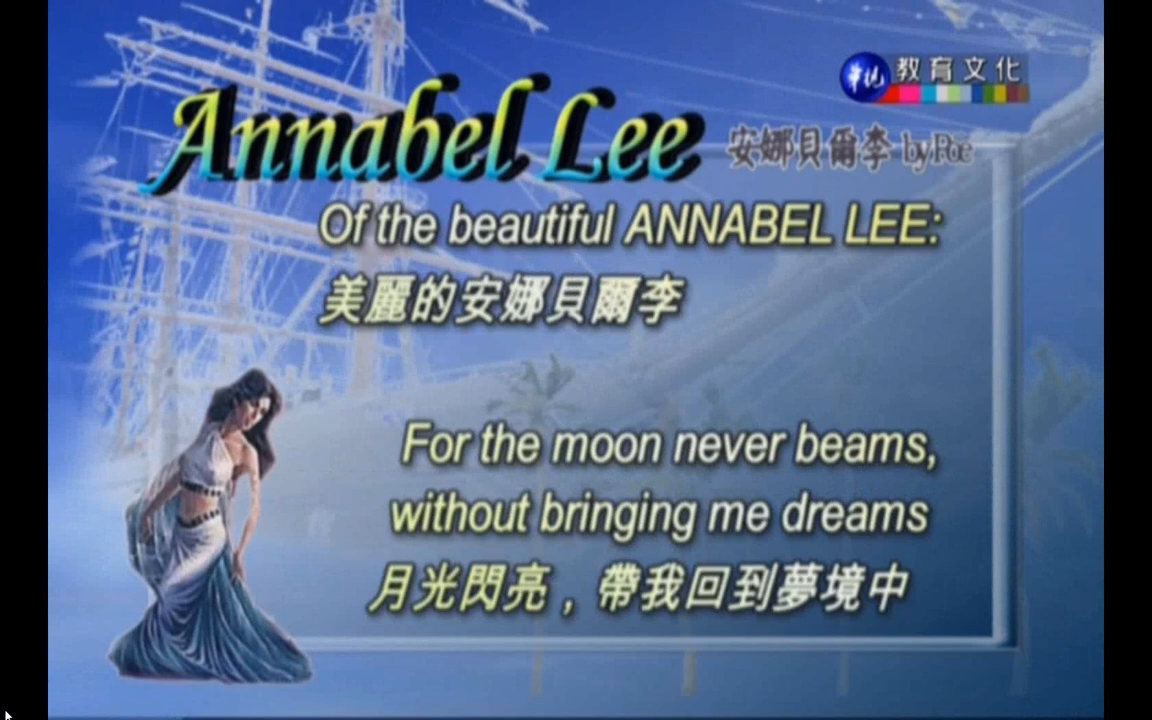 華視 教育文化
Annabel Lee 安娜貝爾李 by Poe
Of the beautiful ANNABEL LEE:
美麗的安娜貝爾李
For the moon never beams,
without bringing me dreams
月光閃亮，帶我回到夢境中